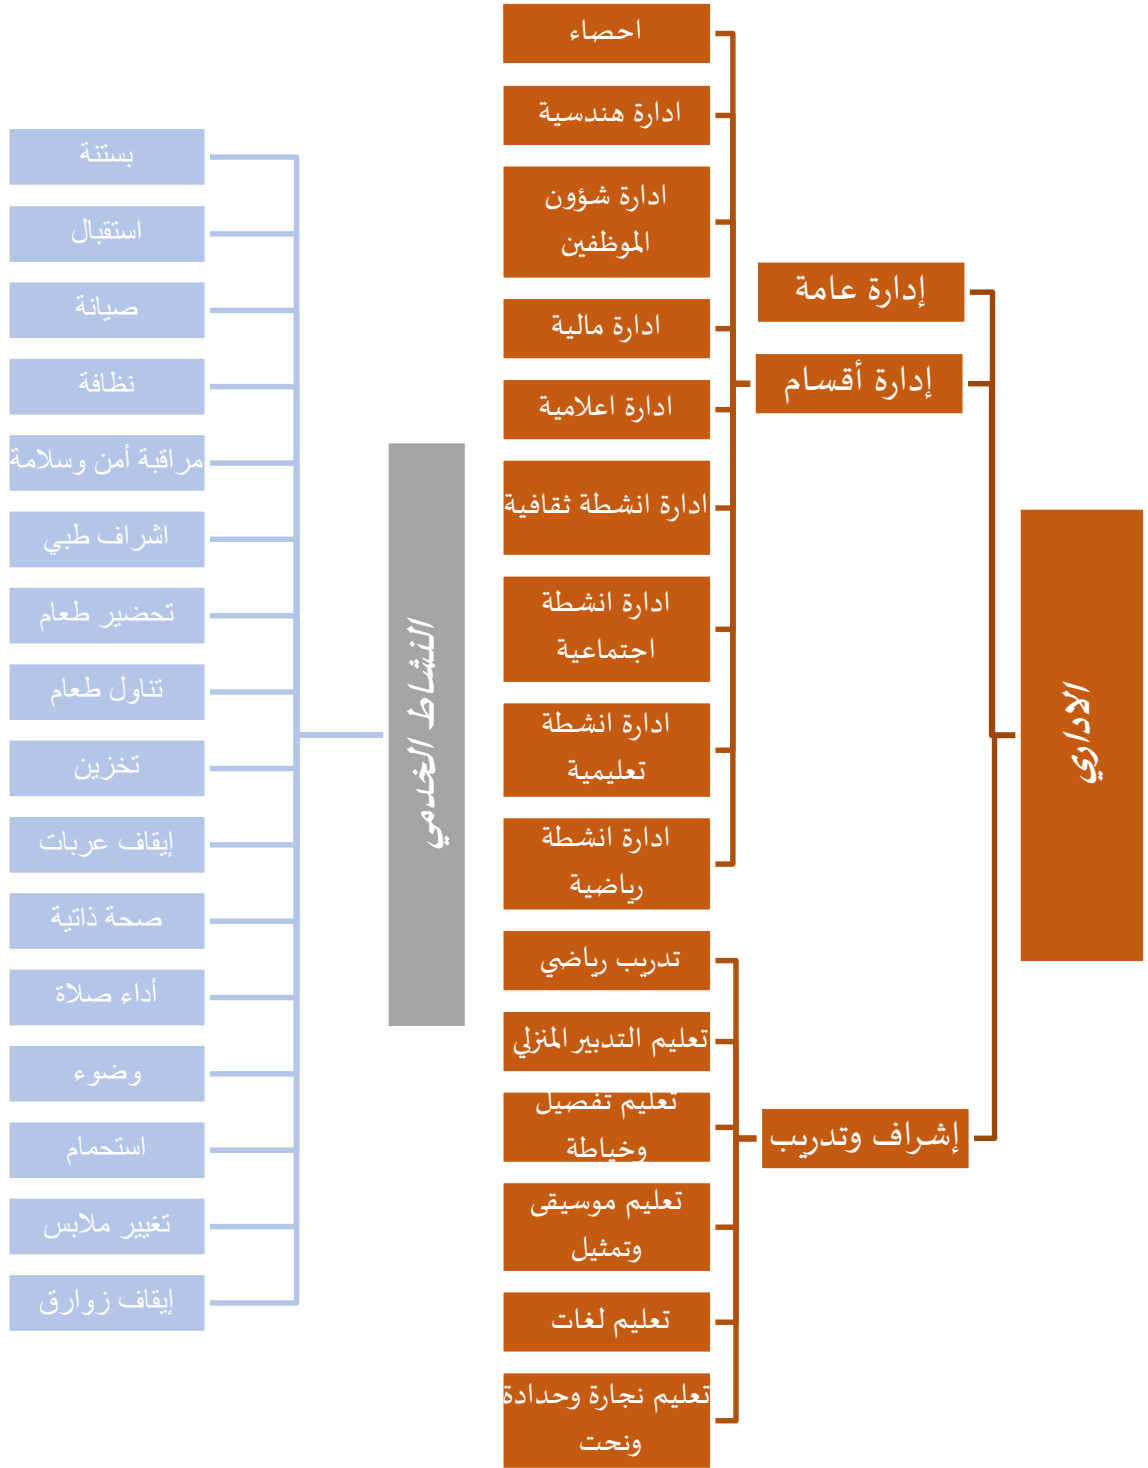 الاداري
إدارة عامة
إدارة أقسام
احصاء
ادارة هندسية
ادارة شؤون
الموظفين
ادارة مالية
ادارة اعلامية
ادارة انشطة ثقافية
ادارة انشطة
اجتماعية
ادارة انشطة
تعليمية
ادارة انشطة
رياضية
إشراف وتدريب
تدريب رياضي
تعليم التدبير المنزلي
تعليم تفصيل
وخياطة
تعليم موسيقى
وتمثيل
تعليم لغات
تعليم نجارة وحدادة
ونحت
النشاط الخدمي
بستنة
استقبال
صيانة
نظافة
مراقبة أمن وسلامة
اشراف طبي
تحضير طعام
تناول طعام
تخزين
إيقاف عربات
صحة ذاتية
أداء صلاة
وضوء
استحمام
تغيير ملابس
إيقاف زوارق